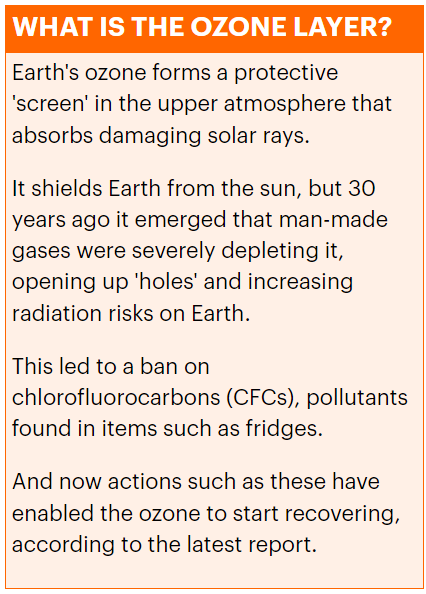 WHAT IS THE OZONE LAYER?
Earth's ozone forms a protective
'screen' in the upper atmosphere that
absorbs damaging solar rays.
It shields Earth from the sun, but 30
years ago it emerged that man-made
gases were severely depleting it,
opening up 'holes' and increasing
radiation risks on Earth.
This led to a ban on
chlorofluorocarbons (CFCs), pollutants
found in items such as fridges.
And now actions such as these have
enabled the ozone to start recovering,
according to the latest report.